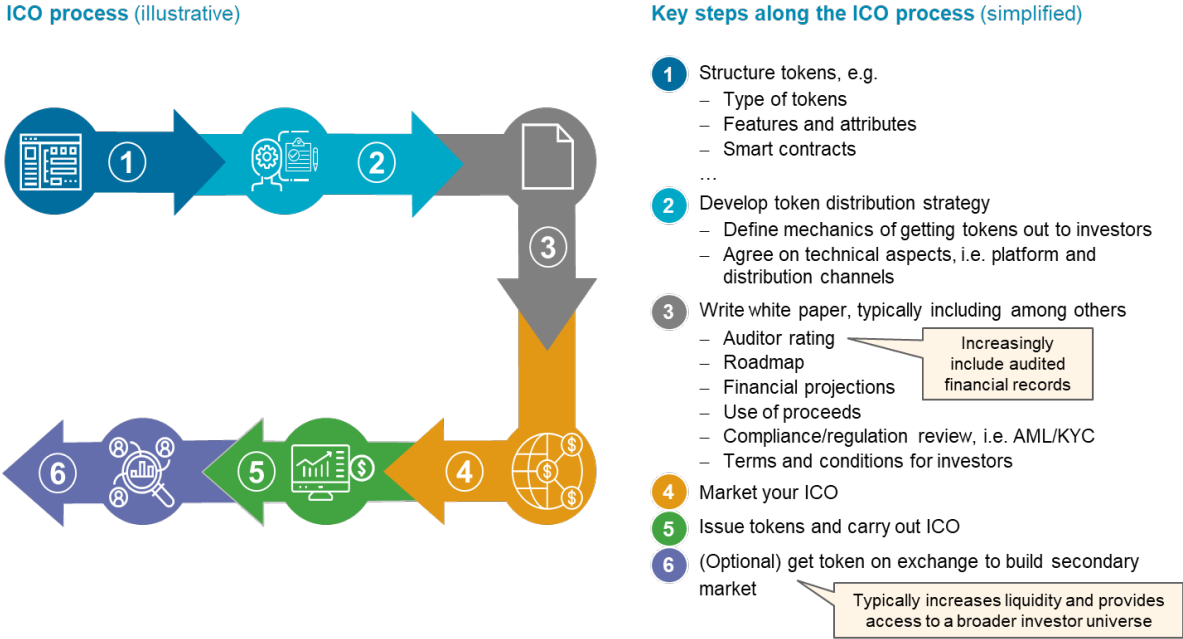 ICO process (illustrative)
1
2
3
4
5
6
$
$
$
$
Key steps along the ICO process (simplified)
1 Structure tokens, e.g.
– Type of tokens
– Features and attributes
– Smart contracts
…
2 Develop token distribution strategy
– Define mechanics of getting tokens out to investors
– Agree on technical aspects, i.e. platform and
distribution channels
3 Write white paper, typically including among others
– Auditor rating
Increasingly
include audited
financial records
– Roadmap
– Financial projections
– Use of proceeds
– Compliance/regulation review, i.e. AML/KYC
– Terms and conditions for investors
4 Market your ICO
5 Issue tokens and carry out ICO
6 (Optional) get token on exchange to build secondary
market
Typically increases liquidity and provides
access to a broader investor universe